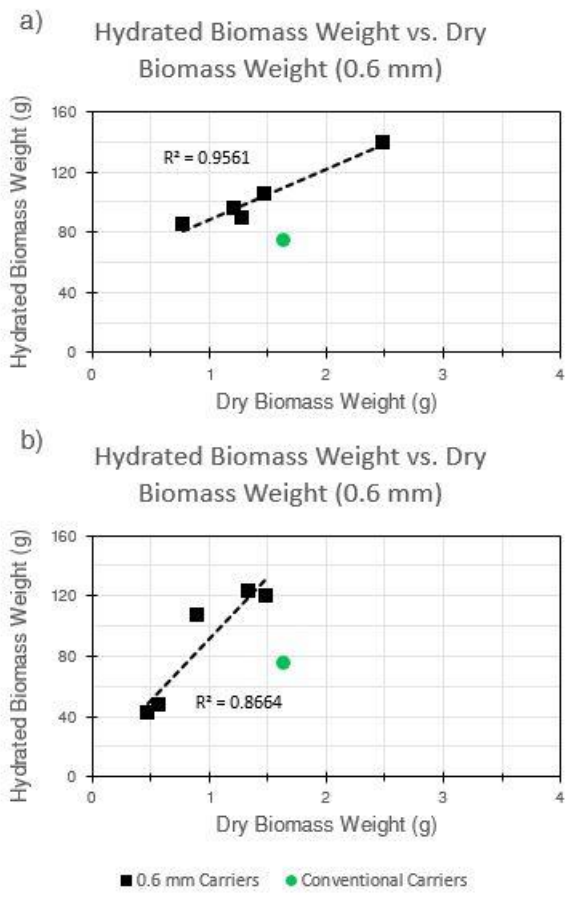 a)
Hydrated Biomass Weight vs. Dry
Biomass Weight (0.6 mm)
Hydrated Biomass Weight (g)
160
120
80
40
0
R² = 0.9561
0 1 2 3 4
Dry Biomass Weight (g)
b)
Hydrated Biomass Weight vs. Dry
Biomass Weight (0.6 mm)
Hydrated Biomass Weight (g)
160
120
80
40
0
R² = 0.8664
0 1 2 3 4
Dry Biomass Weight (g)
0.6 mm Carriers Conventional Carriers